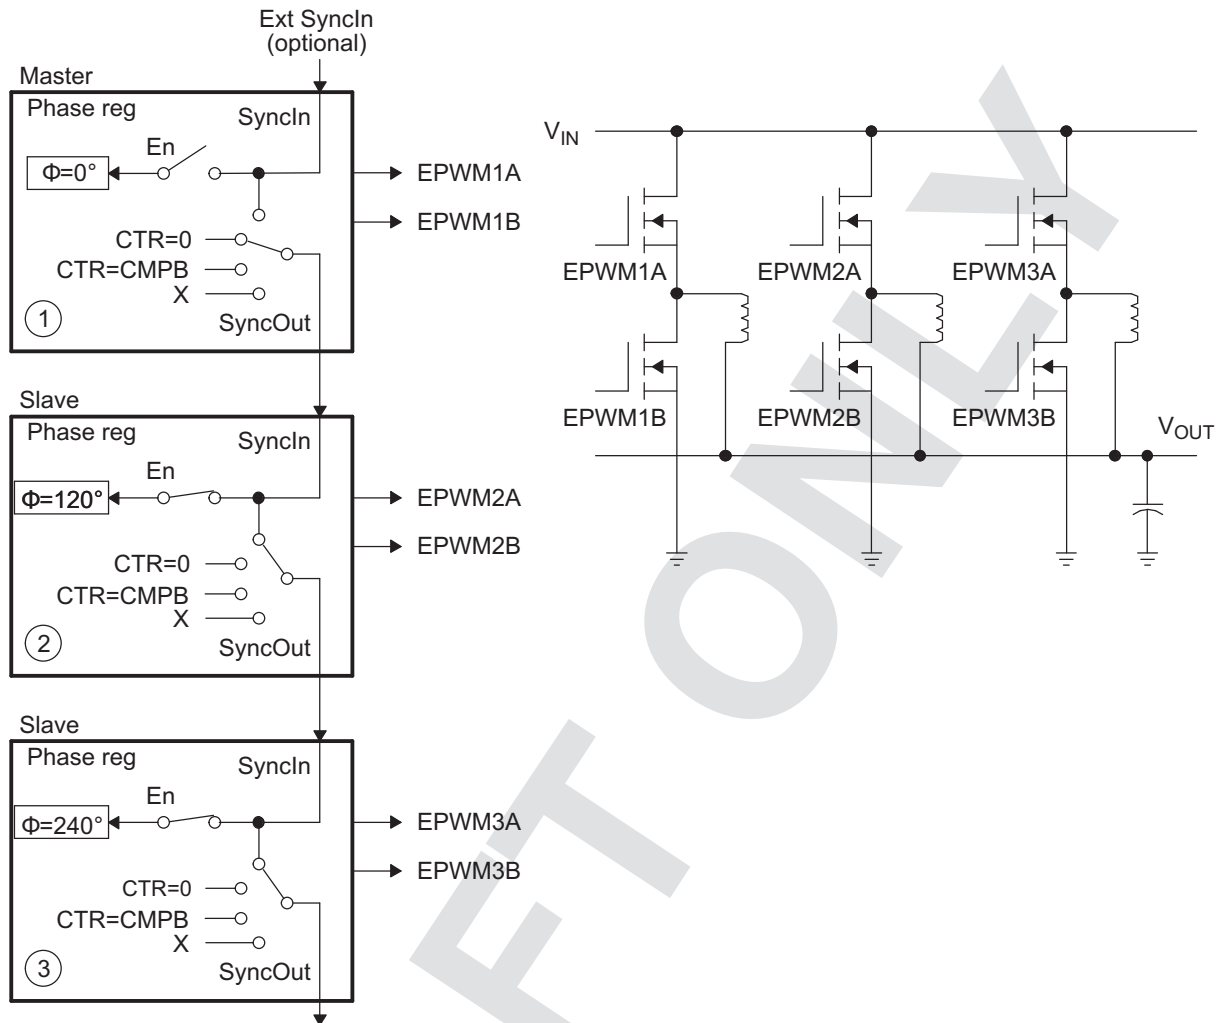 Ext SyncIn
(optional)
Master
Phase reg
SyncIn
En
Φ=0°
EPWM1A
EPWM1B
CTR=0
CTR=CMPB
X
1
SyncOut
Slave
Phase reg
SyncIn
En
Φ=120°
EPWM2A
EPWM2B
CTR=0
CTR=CMPB
X
2
SyncOut
Slave
Phase reg
SyncIn
En
Φ=240°
EPWM3A
EPWM3B
CTR=0
CTR=CMPB
X
3
SyncOut
VIN
EPWM1A
EPWM2A
EPWM3A
EPWM1B
EPWM2B
EPWM3B
VOUT
FT ONLY